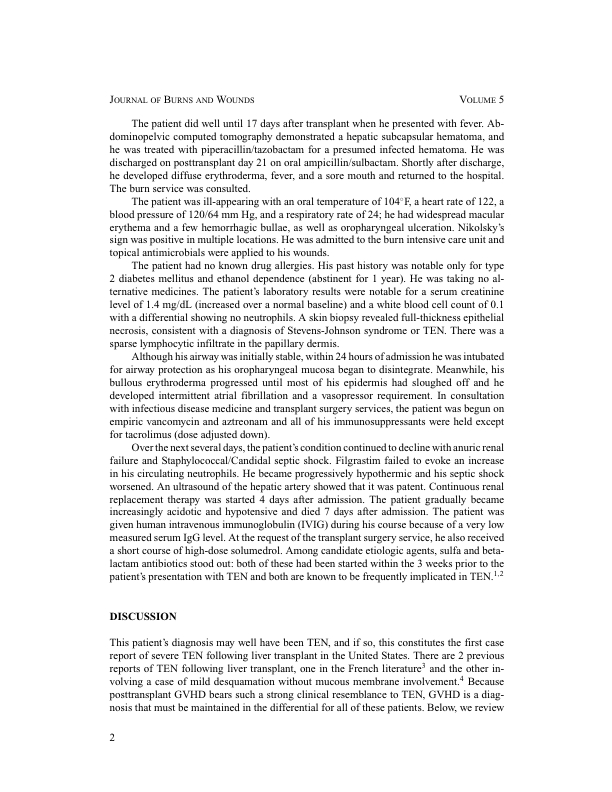 JOURNAL OF BURNS AND WOUNDS VOLUME 5
The patient did well until 17 days after transplant when he presented with fever. Ab-
dominopelvic computed tomography demonstrated a hepatic subcapsular hematoma, and
he was treated with piperacillin/tazobactam for a presumed infected hematoma. He was
discharged on posttransplant day 21 on oral ampicillin/sulbactam. Shortly after discharge,
he developed diffuse erythroderma, fever, and a sore mouth and returned to the hospital.
The burn service was consulted.
The patient was ill-appearing with an oral temperature of 104°F, a heart rate of 122, a
blood pressure of 120/64 mm Hg, and a respiratory rate of 24; he had widespread macular
erythema and a few hemorrhagic bullae, as well as oropharyngeal ulceration. Nikolsky's
sign was positive in multiple locations. He was admitted to the burn intensive care unit and
topical antimicrobials were applied to his wounds.
The patient had no known drug allergies. His past history was notable only for type
2 diabetes mellitus and ethanol dependence (abstinent for 1 year). He was taking no al-
ternative medicines. The patient's laboratory results were notable for a serum creatinine
level of 1.4 mg/dL (increased over a normal baseline) and a white blood cell count of 0.1
with a differential showing no neutrophils. A skin biopsy revealed full-thickness epithelial
necrosis, consistent with a diagnosis of Stevens-Johnson syndrome or TEN. There was a
sparse lymphocytic infiltrate in the papillary dermis.
Although his airway was initially stable, within 24 hours of admission he was intubated
for airway protection as his oropharyngeal mucosa began to disintegrate. Meanwhile, his
bullous erythroderma progressed until most of his epidermis had sloughed off and he
developed intermittent atrial fibrillation and a vasopressor requirement. In consultation
with infectious disease medicine and transplant surgery services, the patient was begun on
empiric vancomycin and aztreonam and all of his immunosuppressants were held except
for tacrolimus (dose adjusted down).
Over the next several days, the patient's condition continued to decline with anuric renal
failure and Staphylococcal/Candidal septic shock. Filgrastim failed to evoke an increase
in his circulating neutrophils. He became progressively hypothermic and his septic shock
worsened. An ultrasound of the hepatic artery showed that it was patent. Continuous renal
replacement therapy was started 4 days after admission. The patient gradually became
increasingly acidotic and hypotensive and died 7 days after admission. The patient was
given human intravenous immunoglobulin (IVIG) during his course because of a very low
measured serum IgG level. At the request of the transplant surgery service, he also received
a short course of high-dose solumedrol. Among candidate etiologic agents, sulfa and beta-
lactam antibiotics stood out: both of these had been started within the 3 weeks prior to the
patient's presentation with TEN and both are known to be frequently implicated in TEN.1,2
DISCUSSION
This patient's diagnosis may well have been TEN, and if so, this constitutes the first case
report of severe TEN following liver transplant in the United States. There are 2 previous
reports of TEN following liver transplant, one in the French literature3 and the other in-
volving a case of mild desquamation without mucous membrane involvement.4 Because
posttransplant GVHD bears such a strong clinical resemblance to TEN, GVHD is a diag-
nosis that must be maintained in the differential for all of these patients. Below, we review
2